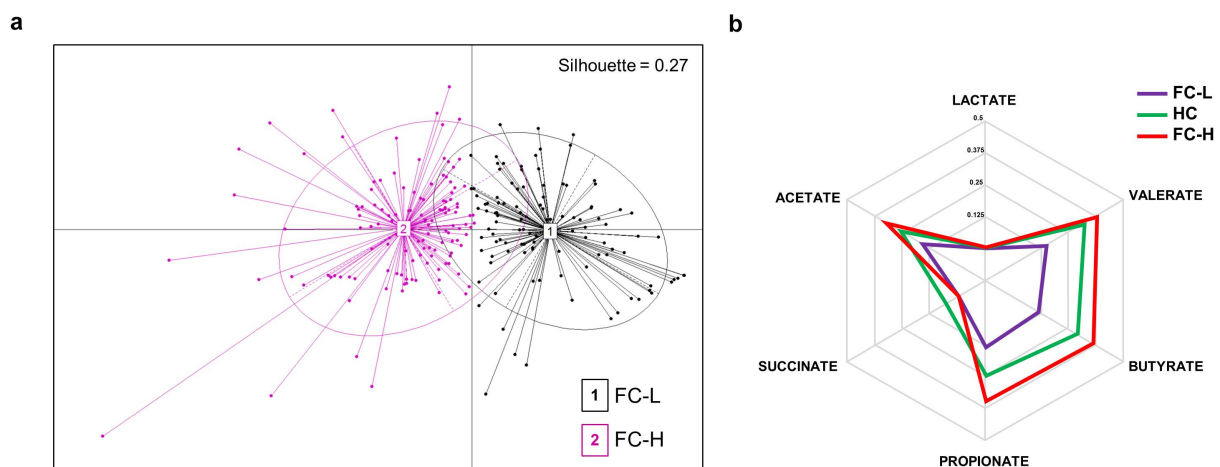 a
Silhouette = 0.27
2
1
1 FC-L
2 FC-H
b
FC-L
HC
FC-H
LACTATE
0.5
0.375
0.25
0.125
VALERATE
BUTYRATE
PROPIONATE
SUCCINATE
ACETATE